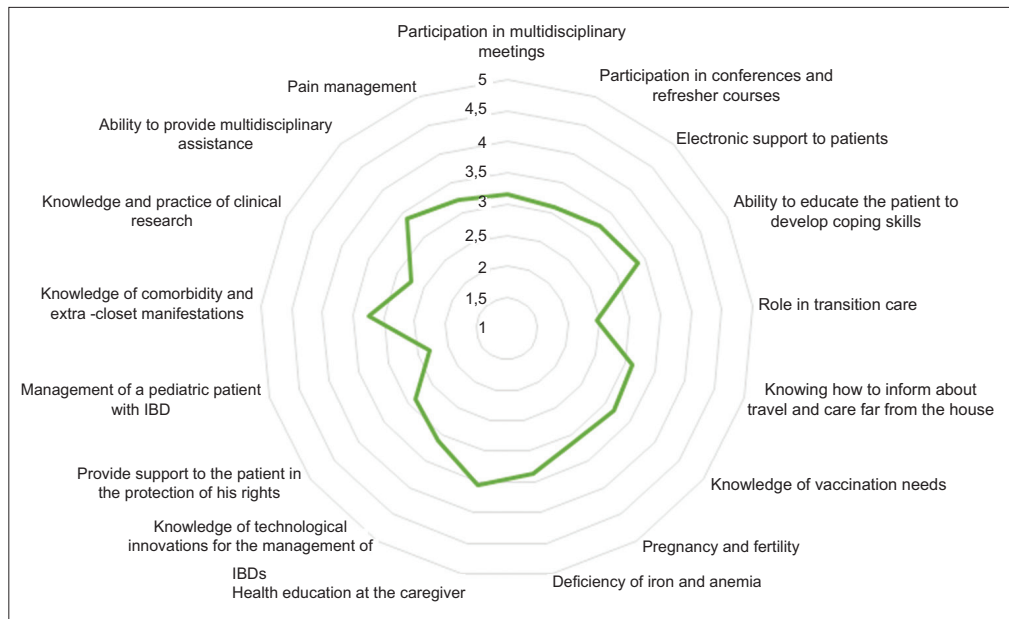 Participation in multidisciplinary
meetings
Participation in conferences and
refresher courses
Electronic support to patients
Ability to educate the patient to
develop coping skills
Role in transition care
Knowing how to inform about
travel and care far from the house
Knowledge of vaccination needs
Pregnancy and fertility
Deficiency of iron and anemia
IBDs
Health education at the caregiver
Knowledge of technological
innovations for the management of
Provide support to the patient in
the protection of his rights
Management of a pediatric patient
with IBD
Knowledge of comorbidity and
extra -closet manifestations
Knowledge and practice of clinical
research
Ability to provide multidisciplinary
assistance
Pain management
5
4,5
4
3,5
3
2,5
2
1,5
1